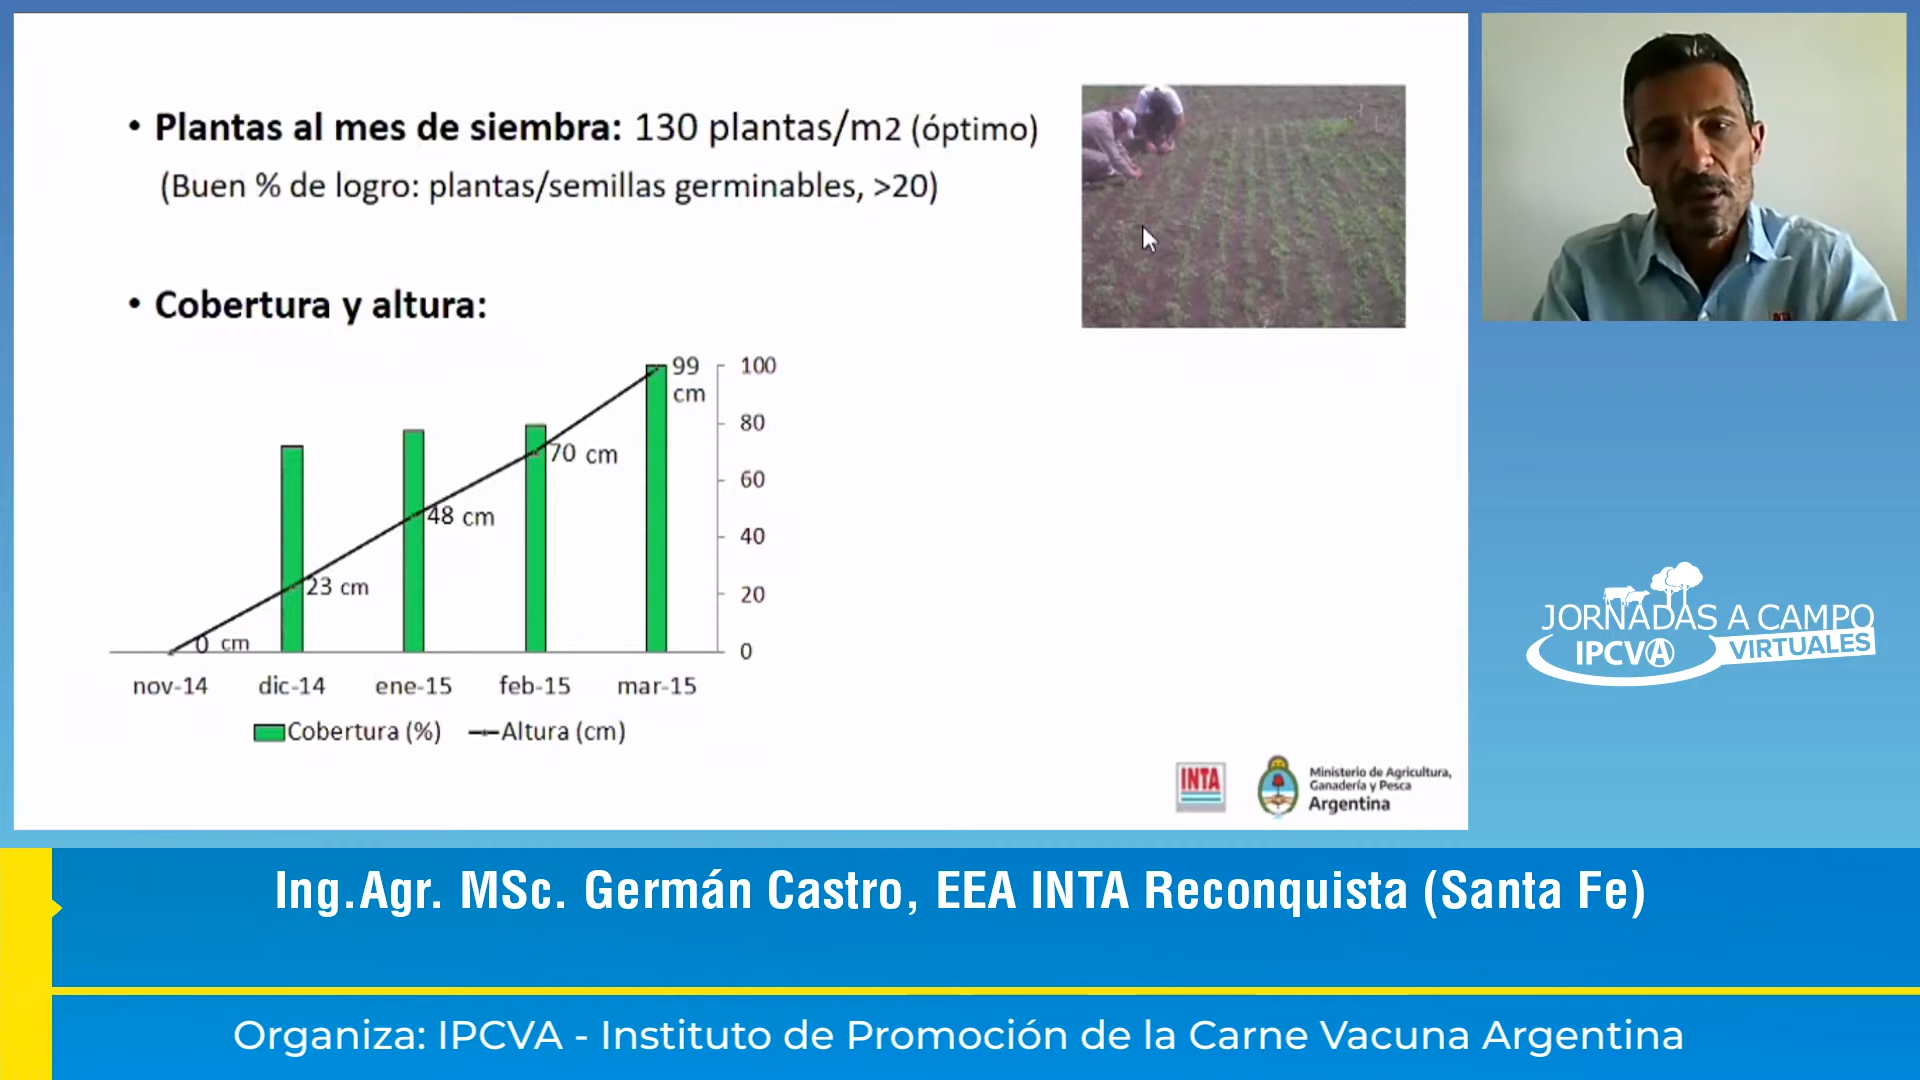 • Plantas al mes de siembra: 130 plantas/m2 (óptimo)
(Buen % de logro: plantas/semillas germinables, >20)
• Cobertura y altura:
99 cm
70 cm
48 cm
23 cm
0 cm
100
80
60
40
20
0
nov-14 dic-14 ene-15 feb-15 mar-15
Cobertura (%) Altura (cm)
INTA
Ministerio de Agricultura,
Ganadería y Pesca
Argentina
JORNADAS A CAMPO
IPCVA VIRTUALES
Ing.Agr. MSc. Germán Castro, EEA INTA Reconquista (Santa Fe)
Organiza: IPCVA - Instituto de Promoción de la Carne Vacuna Argentina